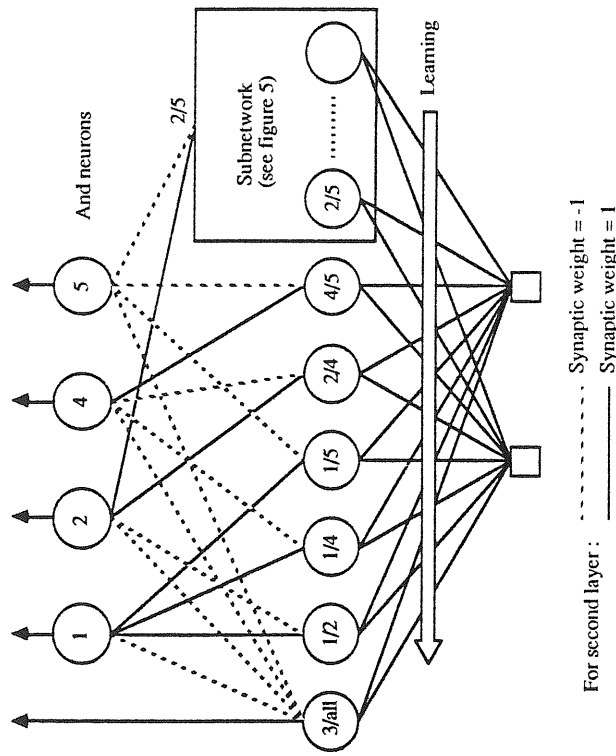 And neurons
1
2
4
5
2/5
Subnetwork
(see figure 5)
3/all
1/2
1/4
1/5
2/4
4/5
2/5
Learning
For second layer :
Synaptic weight = -1
Synaptic weight = 1